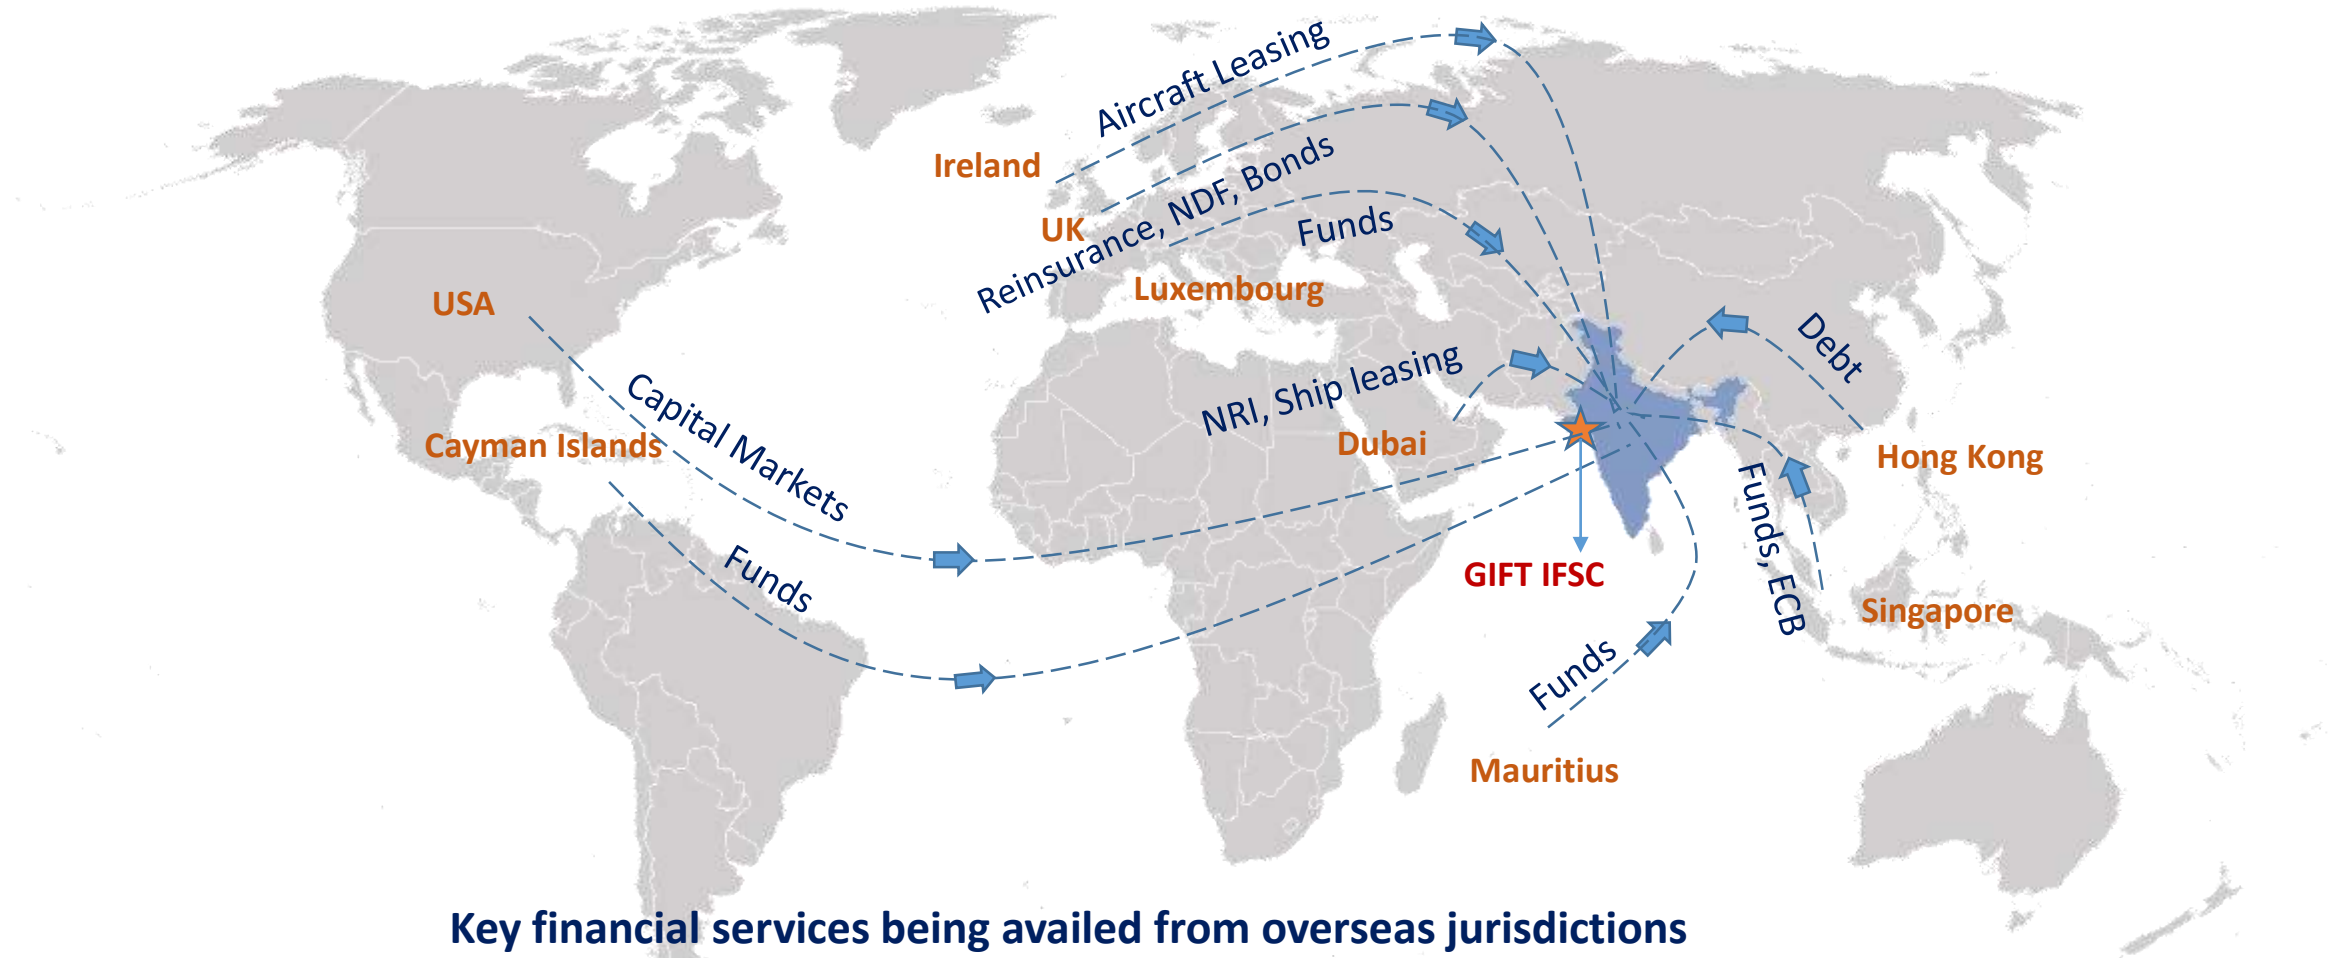 Aircraft Leasing
Ireland
Reinsurance, NDF, Bonds
UK
Funds
Luxembourg
USA
Capital Markets
NRI, Ship leasing
Debt
Cayman Islands
Dubai
Hong Kong
Funds
GIFT IFSC
Funds, ECB
Singapore
Funds
Mauritius
Key financial services being availed from overseas jurisdictions